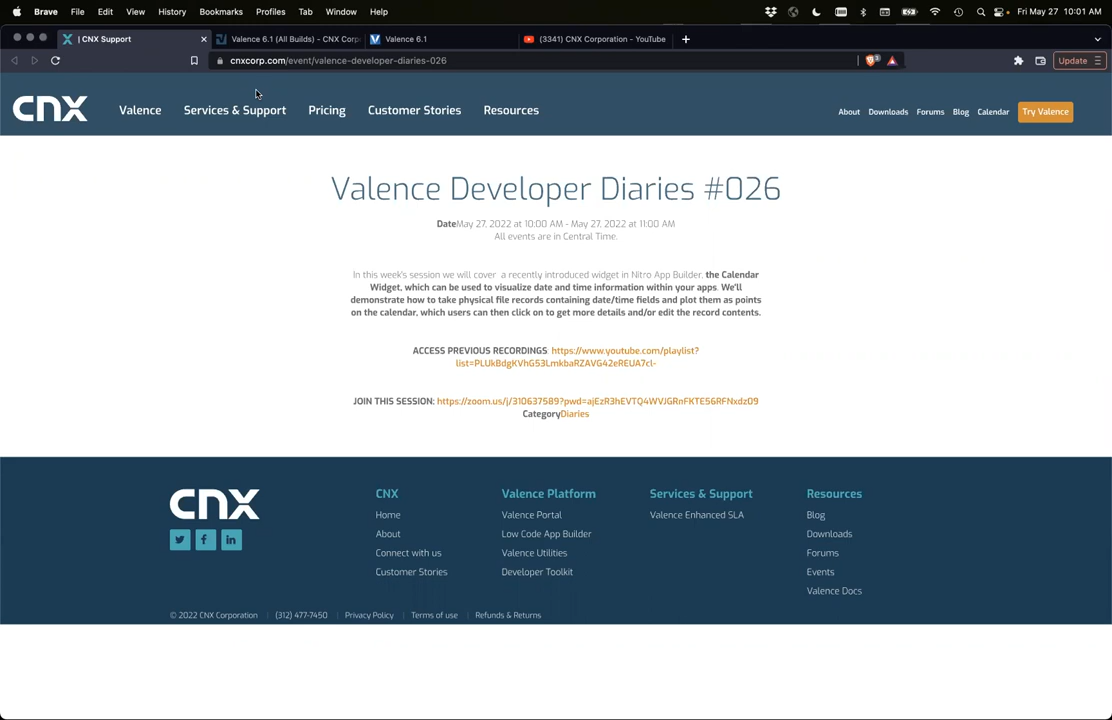 Brave File Edit View History Bookmarks Profiles Tab Window Help Fri May 27 10:01 AM
| CNX Support Valence 6.1 (All Builds) - CNX Corp Valence 6.1 (3341) CNX Corporation - YouTube
cnxcorp.com/event/valence-developer-diaries-026 Update
CNX Valence Services & Support Pricing Customer Stories Resources About Downloads Forums Blog Calendar Try Valence
Valence Developer Diaries #026
DateMay 27, 2022 at 10:00 AM - May 27, 2022 at 11:00 AM
All events are in Central Time.
In this week's session we will cover a recently introduced widget in Nitro App Builder, the Calendar
Widget, which can be used to visualize date and time information within your apps. We'll
demonstrate how to take physical file records containing date/time fields and plot them as points
on the calendar, which users can then click on to get more details and/or edit the record contents.
ACCESS PREVIOUS RECORDINGS https://www.youtube.com/playlist?
list=PLUkBdgKVhG53LmkbaRZAVG42eREUA7cl-
JOIN THIS SESSION: https://zoom.us/j/310637589?pwd=ajEzR3hEVTQ4WVJGRnFKTE56RFNxdz09
CategoryDiaries
CNX
CNX Valence Platform Services & Support Resources
Home Valence Portal Valence Enhanced SLA Blog
About Low Code App Builder Downloads
Connect with us Valence Utilities Forums
Customer Stories Developer Toolkit Events
Valence Docs
© 2022 CNX Corporation | (312) 477-7450 | Privacy Policy | Terms of use | Refunds & Returns